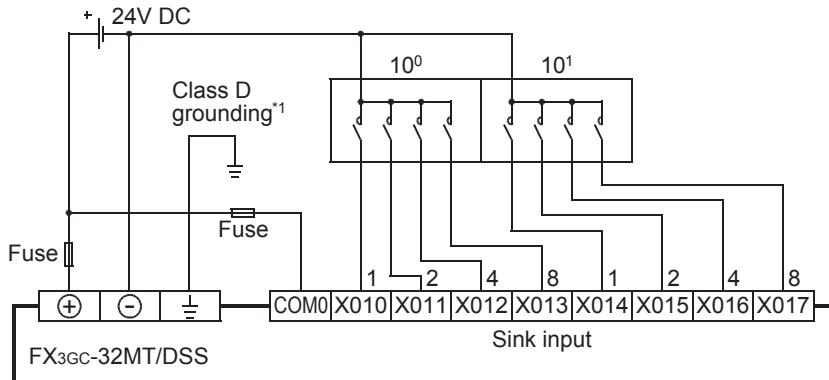 +
24V DC
10⁰ 10¹
Class D
grounding*1
Fuse
Fuse
1 2 4 8 1 2 4 8
+ - COM0 X010 X011 X012 X013 X014 X015 X016 X017
Sink input
FX3GC-32MT/DSS